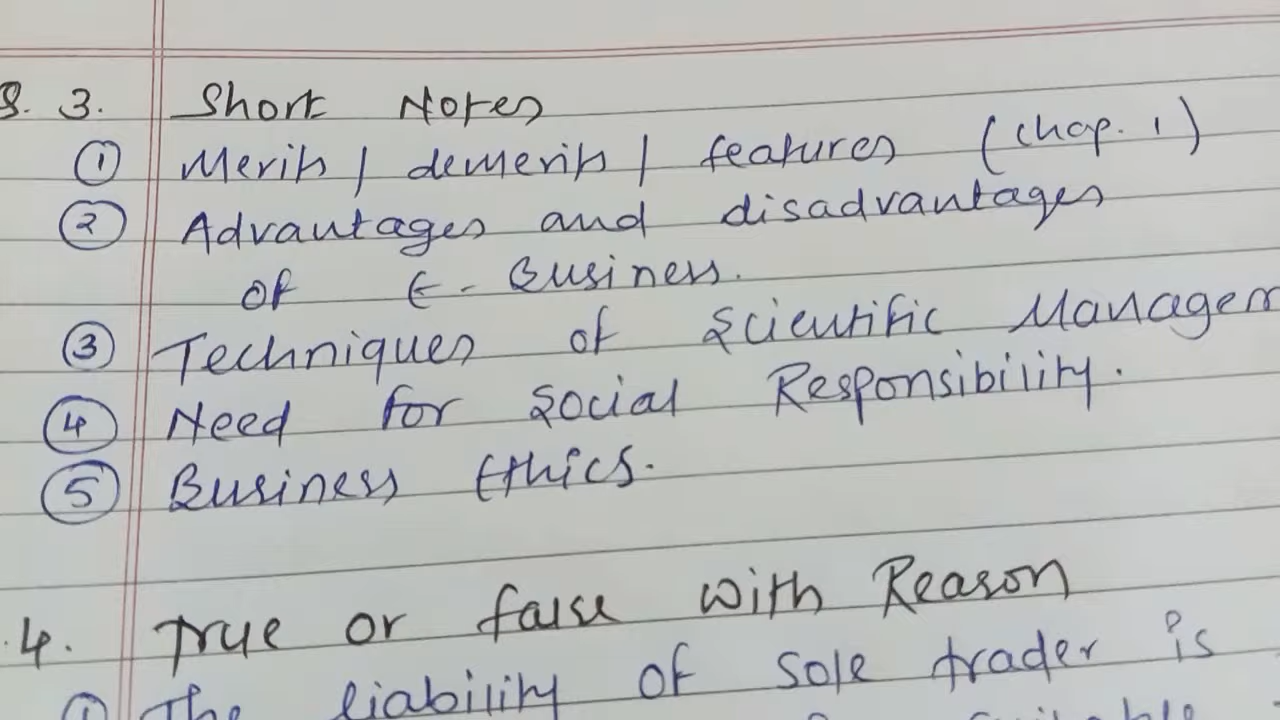 Q. 3. Short Notes
① Merits / demerits / features (Chap. 1)
② Advantages and disadvantages
of E-Business.
③ Techniques of Scientific Managem
④ Need for Social Responsibility.
⑤ Business Ethics.
.4. True or false with Reason
① The liability of sole trader is